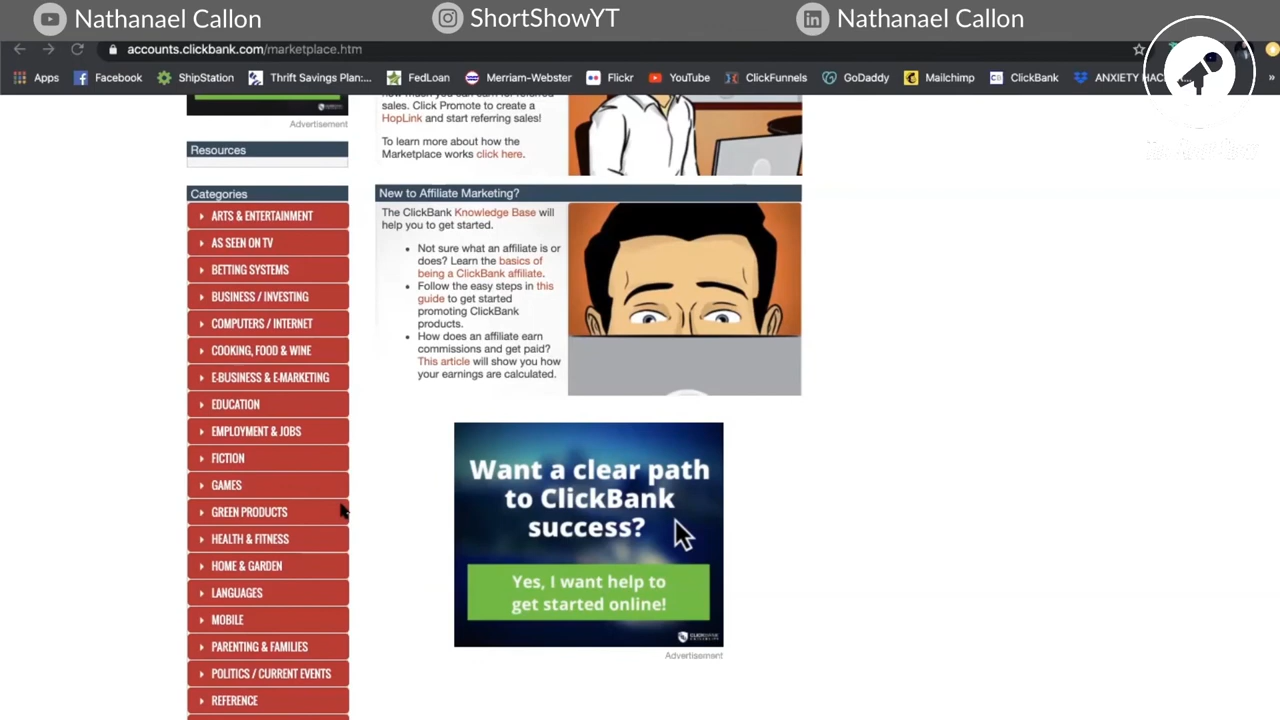 Nathanael Callon
ShortShowYT
Nathanael Callon
accounts.clickbank.com/marketplace.htm
Apps
Facebook
ShipStation
Thrift Savings Plan:...
FedLoan
Merriam-Webster
Flickr
YouTube
ClickFunnels
GoDaddy
Mailchimp
CB
ClickBank
ANXIETY HAC
»
Advertisement
Resources
Categories
ARTS & ENTERTAINMENT
AS SEEN ON TV
BETTING SYSTEMS
BUSINESS / INVESTING
COMPUTERS / INTERNET
COOKING, FOOD & WINE
E-BUSINESS & E-MARKETING
EDUCATION
EMPLOYMENT & JOBS
FICTION
GAMES
GREEN PRODUCTS
HEALTH & FITNESS
HOME & GARDEN
LANGUAGES
MOBILE
PARENTING & FAMILIES
POLITICS / CURRENT EVENTS
REFERENCE
sales. Click Promote to create a
HopLink and start referring sales!
To learn more about how the
Marketplace works click here.
New to Affiliate Marketing?
The ClickBank Knowledge Base will
help you to get started.
Not sure what an affiliate is or
does? Learn the basics of
being a ClickBank affiliate.
Follow the easy steps in this
guide to get started
promoting ClickBank
products.
How does an affiliate earn
commissions and get paid?
This article will show you how
your earnings are calculated.
Want a clear path
to ClickBank
success?
Yes, I want help to
get started online!
CLICKBANK
UNIVERSITY
Advertisement